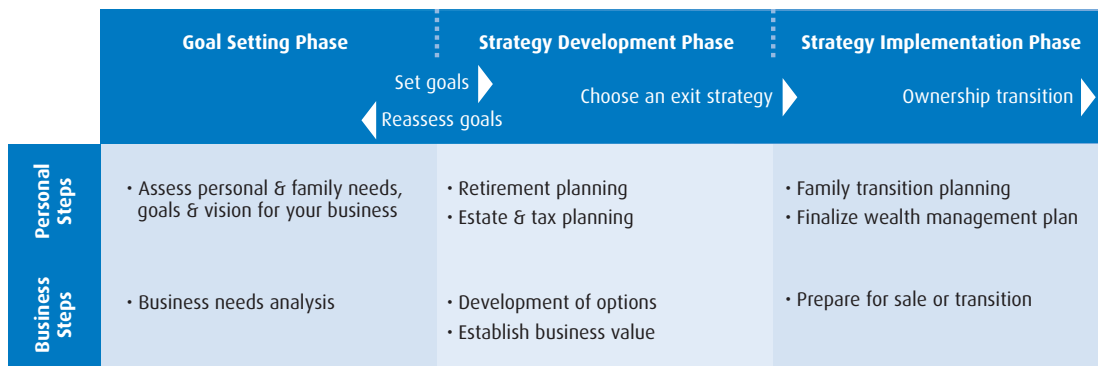 Goal Setting Phase
Strategy Development Phase
Strategy Implementation Phase
Set goals
Reassess goals
Choose an exit strategy
Ownership transition
Personal
Steps
• Assess personal & family needs,
goals & vision for your business
• Retirement planning
• Estate & tax planning
• Family transition planning
• Finalize wealth management plan
Business
Steps
• Business needs analysis
• Development of options
• Establish business value
• Prepare for sale or transition